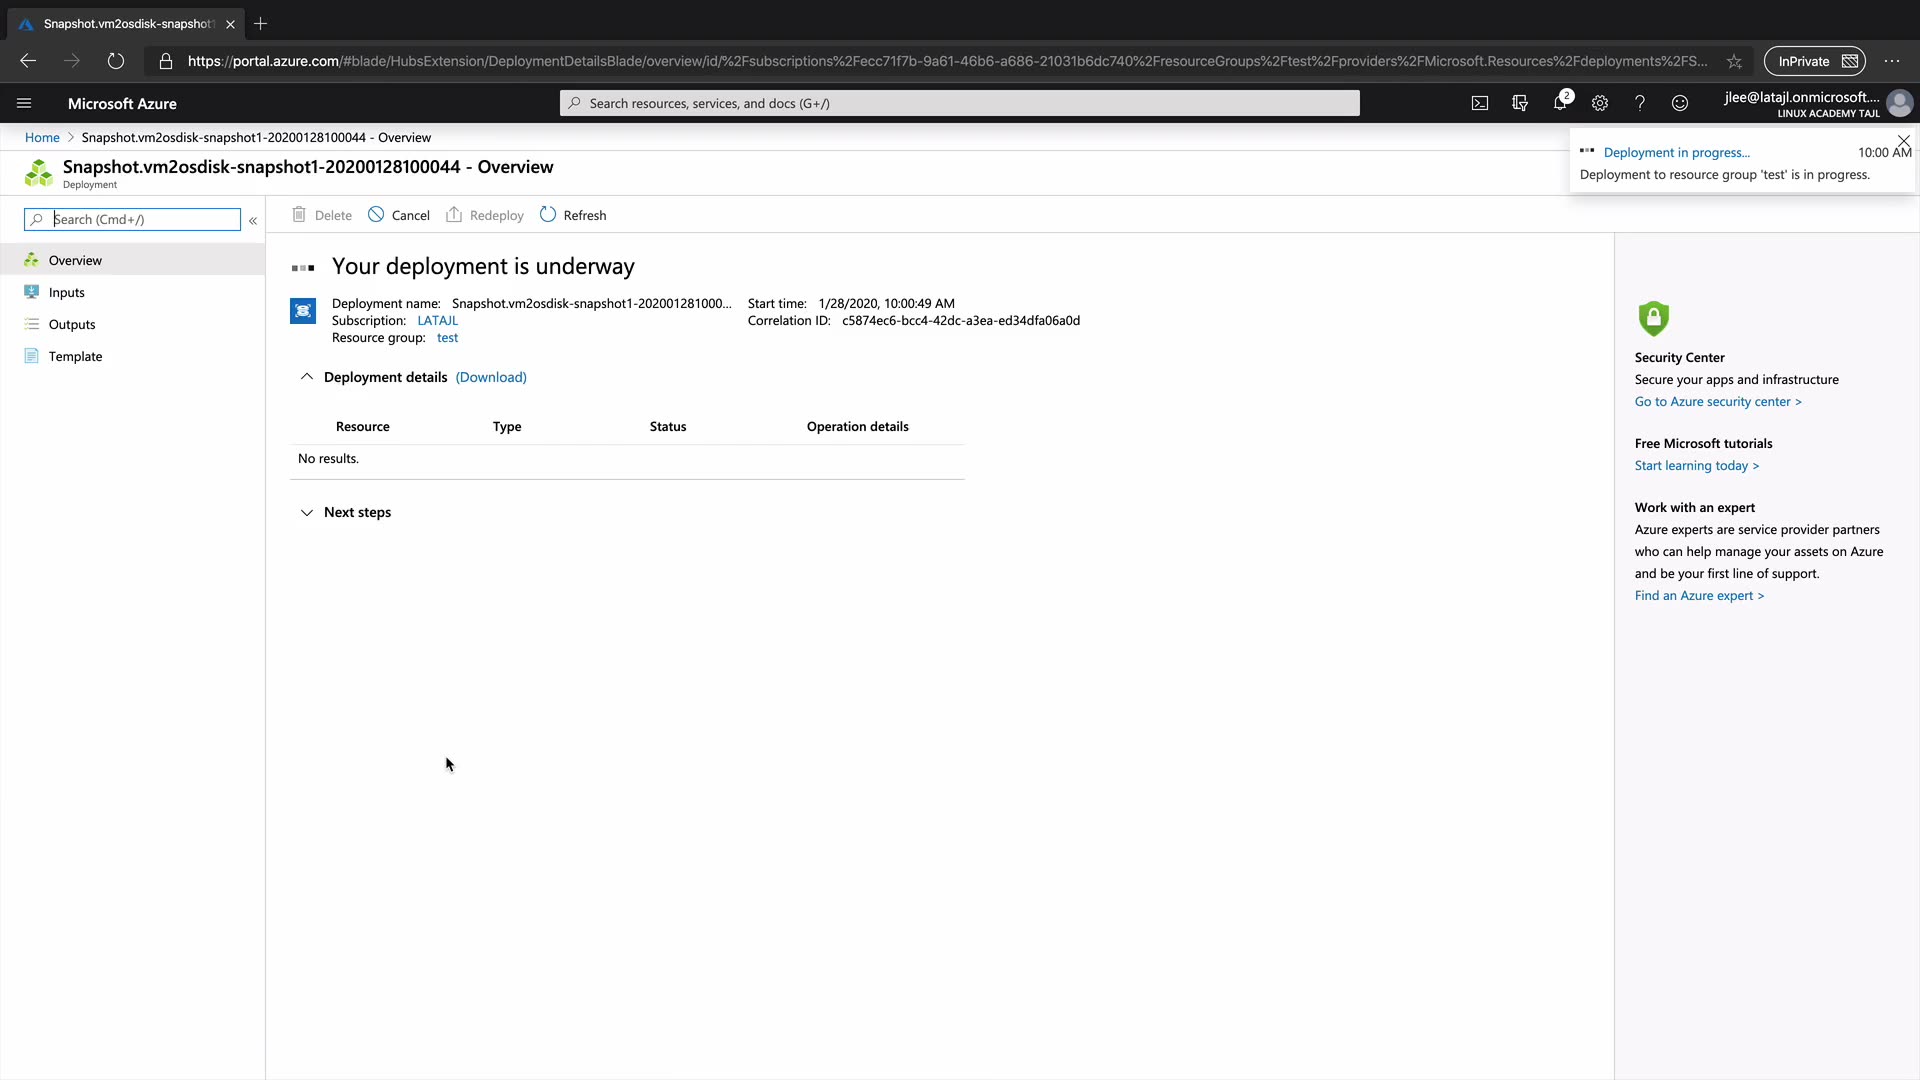 Snapshot.vm2osdisk-snapshot1
https://portal.azure.com/#blade/HubsExtension/DeploymentDetailsBlade/overview/id/%2Fsubscriptions%2Fecc71f7b-9a61-46b6-a686-21031b6dc740%2FresourceGroups%2Ftest%2Fproviders%2FMicrosoft.Resources%2Fdeployments%2FS...
InPrivate
Microsoft Azure
Search resources, services, and docs (G+/)
2
jlee@latajl.onmicrosoft....
LINUX ACADEMY TAJL
Home > Snapshot.vm2osdisk-snapshot1-20200128100044 - Overview
Snapshot.vm2osdisk-snapshot1-20200128100044 - Overview
Deployment
Deployment in progress...
10:00 AM
Deployment to resource group 'test' is in progress.
Search (Cmd+/)
«
Overview
Inputs
Outputs
Template
Delete
Cancel
Redeploy
Refresh
Your deployment is underway
Deployment name: Snapshot.vm2osdisk-snapshot1-202001281000...
Subscription: LATAJL
Resource group: test
Start time: 1/28/2020, 10:00:49 AM
Correlation ID: c5874ec6-bcc4-42dc-a3ea-ed34dfa06a0d
Deployment details (Download)
Resource Type Status Operation details
No results.
Next steps
Security Center
Secure your apps and infrastructure
Go to Azure security center >
Free Microsoft tutorials
Start learning today >
Work with an expert
Azure experts are service provider partners
who can help manage your assets on Azure
and be your first line of support.
Find an Azure expert >